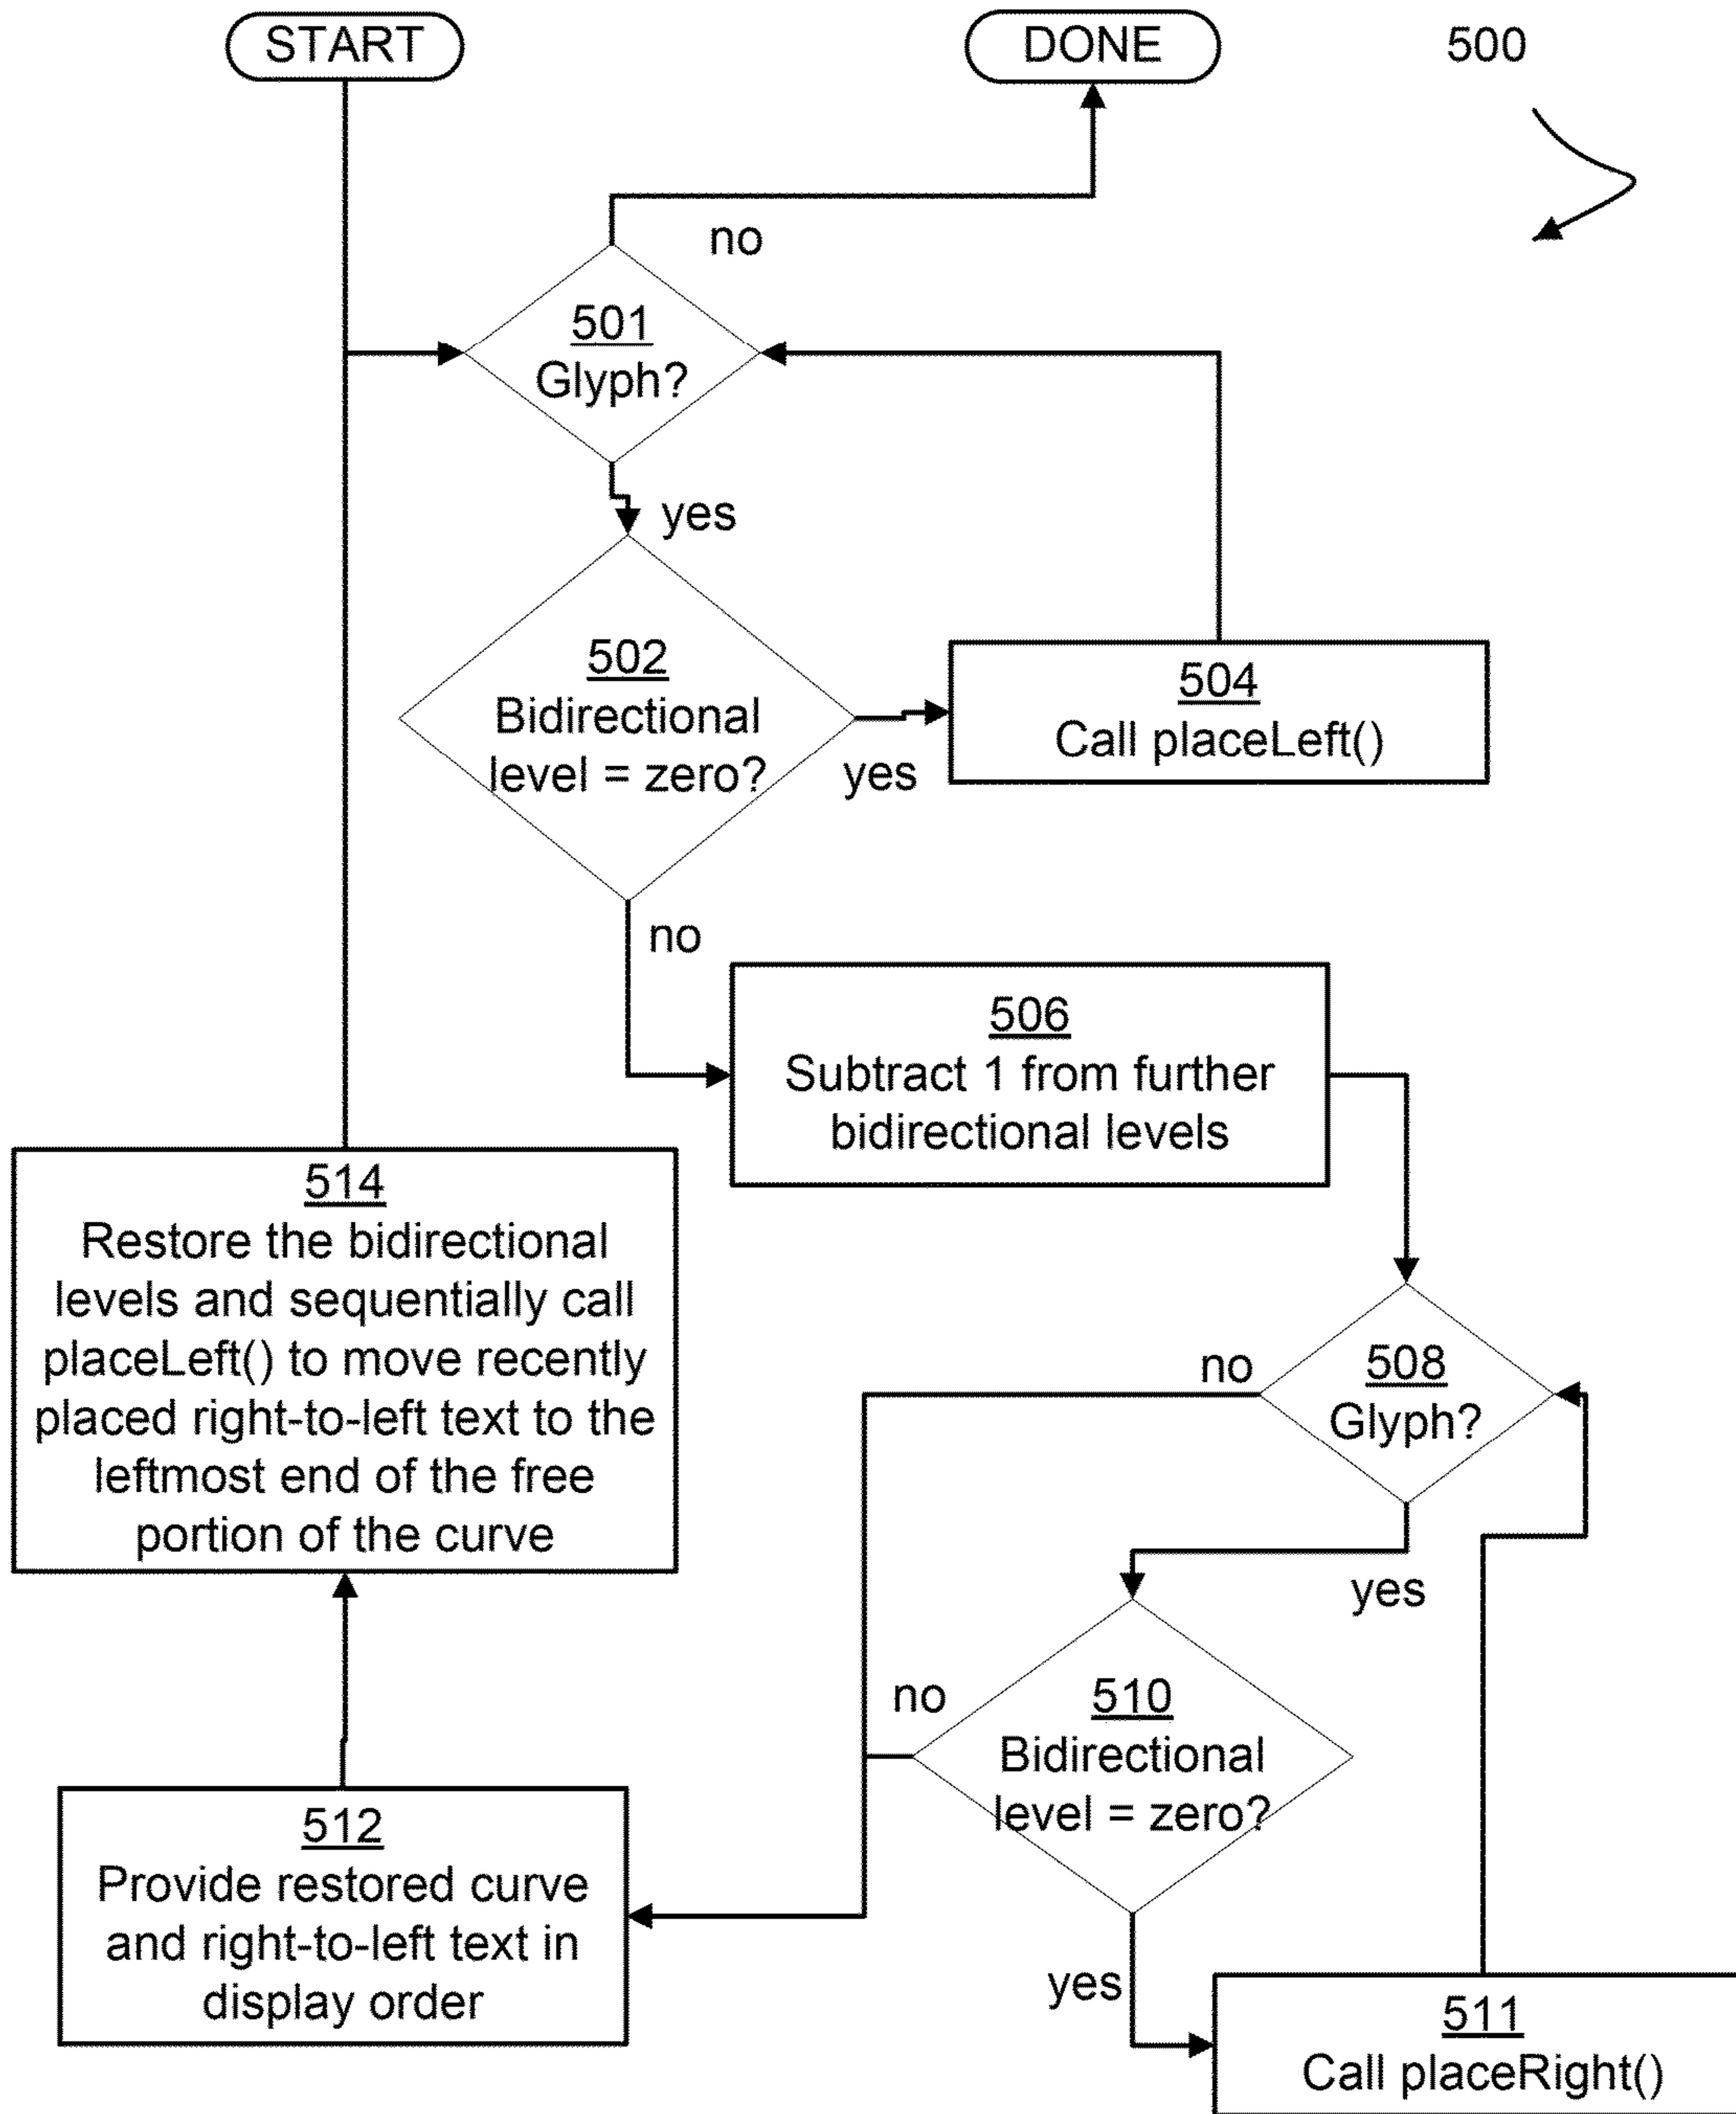 START
DONE
500
no
501
Glyph?
yes
502
Bidirectional
level = zero?
yes
504
Call placeLeft()
no
506
Subtract 1 from further
bidirectional levels
514
Restore the bidirectional
levels and sequentially call
placeLeft() to move recently
placed right-to-left text to the
leftmost end of the free
portion of the curve
no
508
Glyph?
yes
no
510
Bidirectional
level = zero?
512
Provide restored curve
and right-to-left text in
display order
yes
511
Call placeRight()